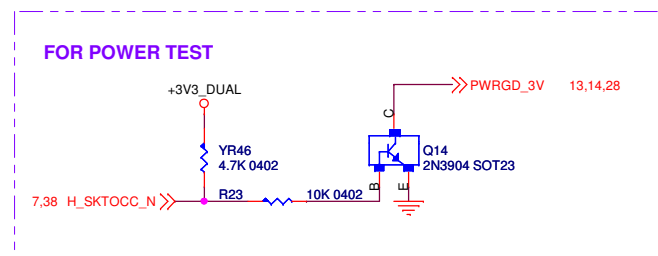 FOR POWER TEST
+3V3_DUAL
PWRGD_3V 13,14,28
C
YR46
4.7K 0402
Q14
2N3904 SOT23
B
E
7,38 H_SKTOCC_N
R23
10K 0402